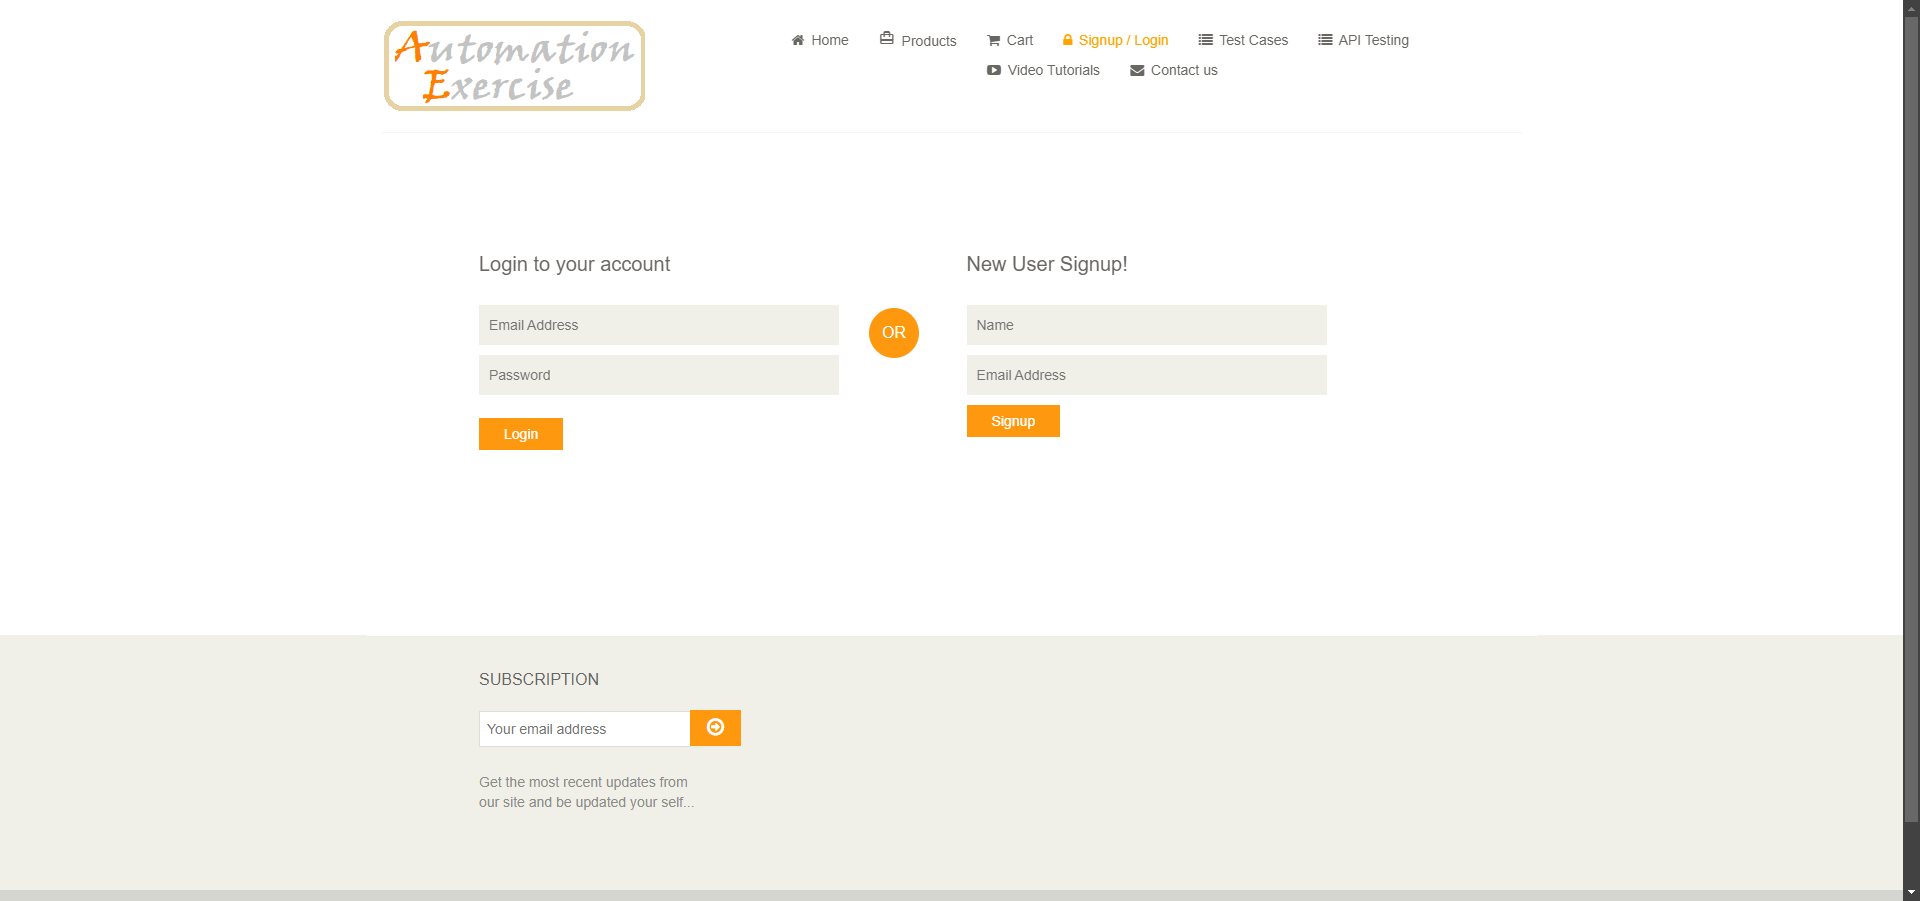 Automation
Exercise
Home
Products
Cart
Signup / Login
Test Cases
API Testing
Video Tutorials
Contact us
Login to your account
Email Address
Password
Login
OR
New User Signup!
Name
Email Address
Signup
SUBSCRIPTION
Your email address
Get the most recent updates from
our site and be updated your self...